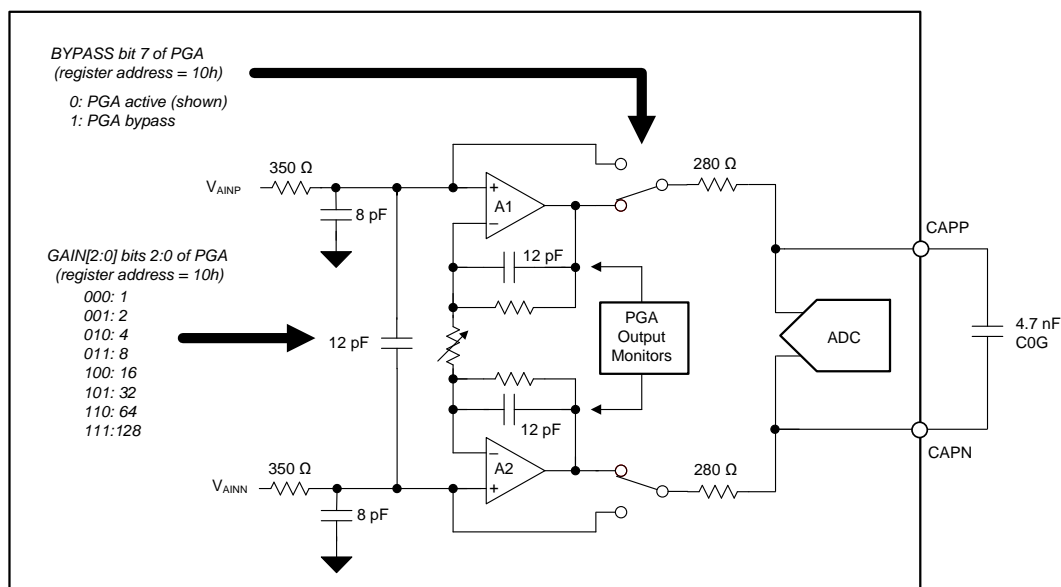 BYPASS bit 7 of PGA
(register address = 10h)
0: PGA active (shown)
1: PGA bypass
350 Ω
280 Ω
VAINP
8 pF
+
A1
−
CAPP
12 pF
GAIN[2:0] bits 2:0 of PGA
(register address = 10h)
000: 1
001: 2
010: 4
011: 8
100: 16
101: 32
110: 64
111:128
12 pF
PGA
Output
Monitors
ADC
4.7 nF
C0G
12 pF
−
A2
+
CAPN
350 Ω
280 Ω
VAINN
8 pF